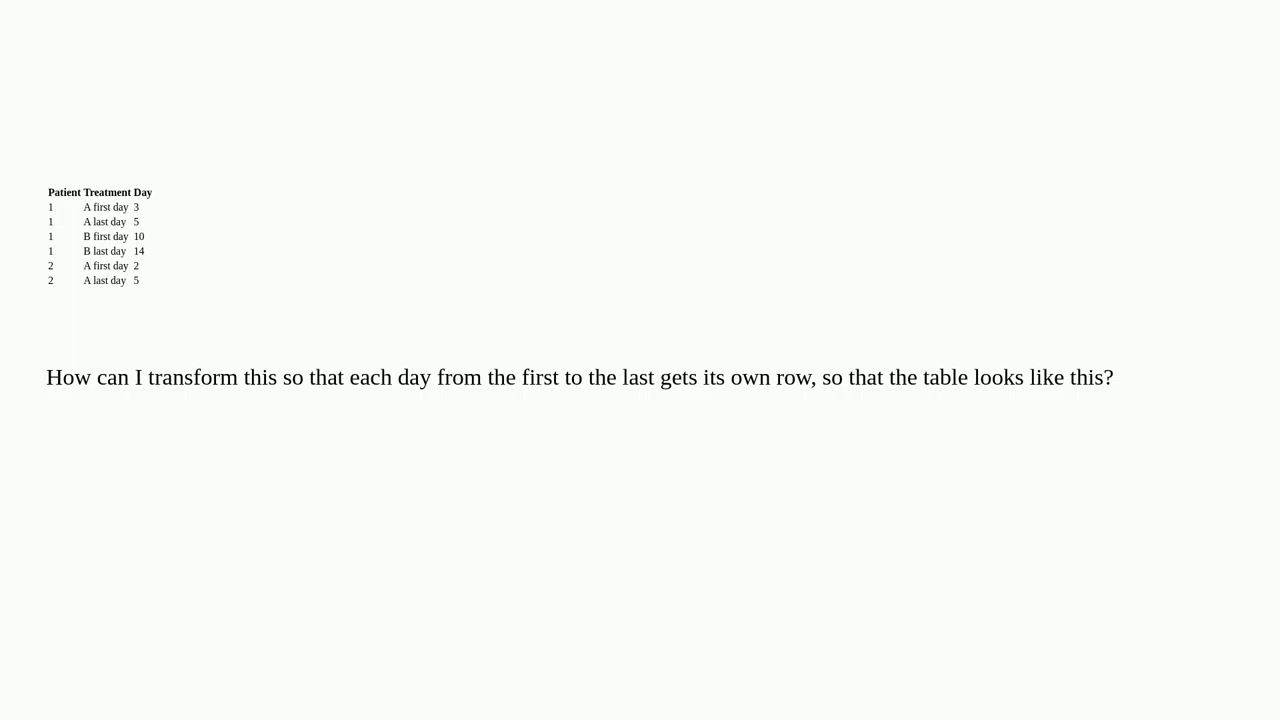 Patient Treatment Day
1 A first day 3
1 A last day 5
1 B first day 10
1 B last day 14
2 A first day 2
2 A last day 5
How can I transform this so that each day from the first to the last gets its own row, so that the table looks like this?